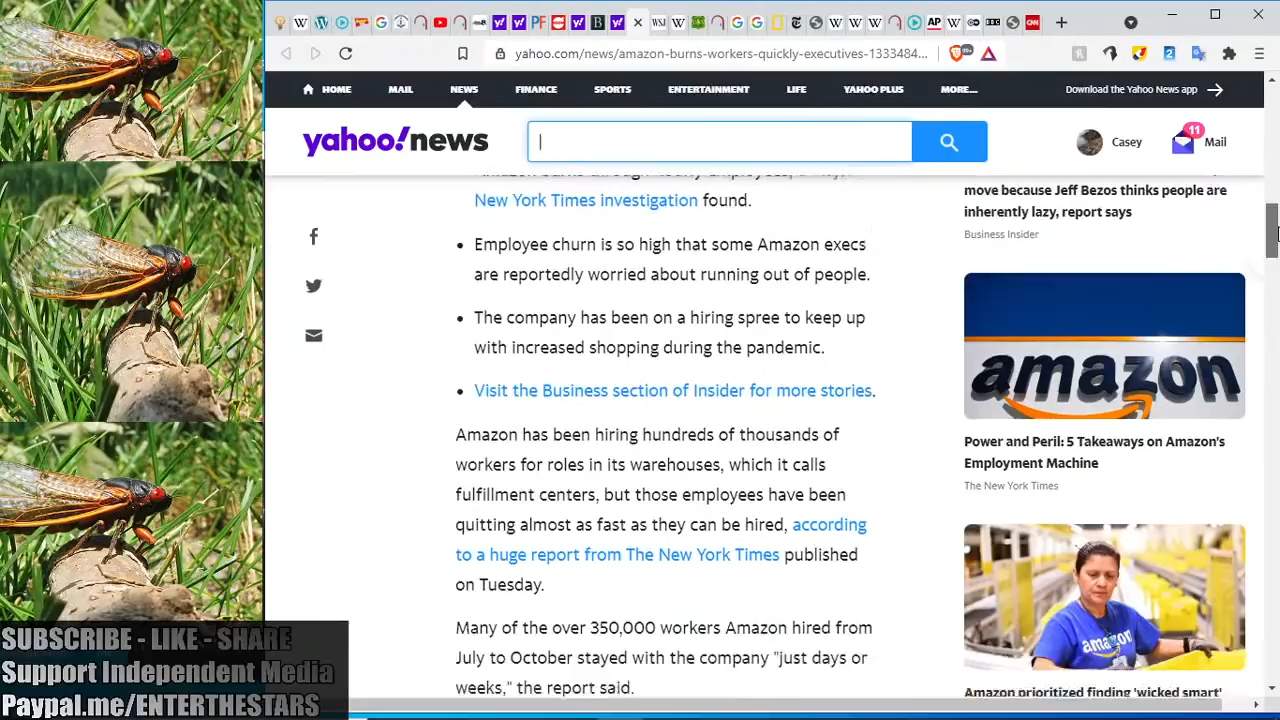 yahoo.com/news/amazon-burns-workers-quickly-executives-1333484...
HOME MAIL NEWS FINANCE SPORTS ENTERTAINMENT LIFE YAHOO PLUS MORE... Download the Yahoo News app
yahoo!news
Casey
11
Mail
New York Times investigation found.
• Employee churn is so high that some Amazon execs
are reportedly worried about running out of people.
• The company has been on a hiring spree to keep up
with increased shopping during the pandemic.
• Visit the Business section of Insider for more stories.
Amazon has been hiring hundreds of thousands of
workers for roles in its warehouses, which it calls
fulfillment centers, but those employees have been
quitting almost as fast as they can be hired, according
to a huge report from The New York Times published
on Tuesday.
Many of the over 350,000 workers Amazon hired from
July to October stayed with the company "just days or
weeks," the report said.
move because Jeff Bezos thinks people are
inherently lazy, report says
Business Insider
amazon
Power and Peril: 5 Takeaways on Amazon's
Employment Machine
The New York Times
amazon
Amazon prioritized finding 'wicked smart'
SUBSCRIBE - LIKE - SHARE
Support Independent Media
Paypal.me/ENTERTHESTARS